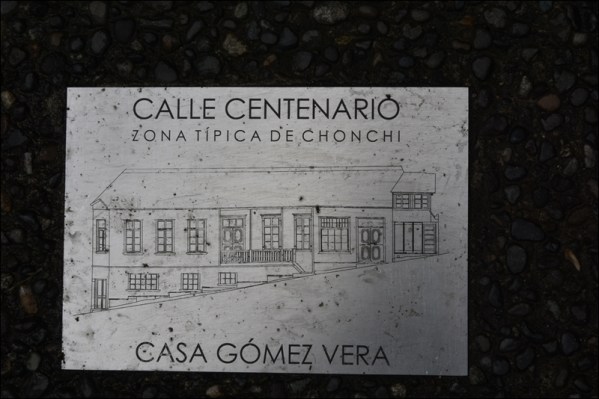 CALLE CENTENARIO
ZONA TÍPICA DE CHONCHI
CASA GÓMEZ VERA